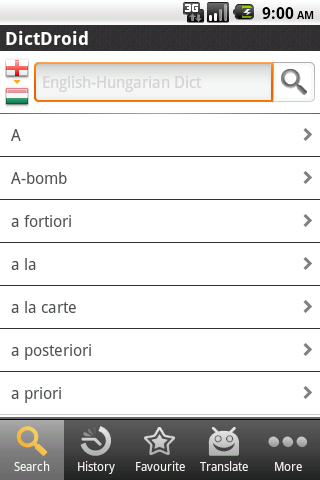 3G 9:00 AM
DictDroid
English-Hungarian Dict
A
A-bomb
a fortiori
a la
a la carte
a posteriori
a priori
Search History Favourite Translate More